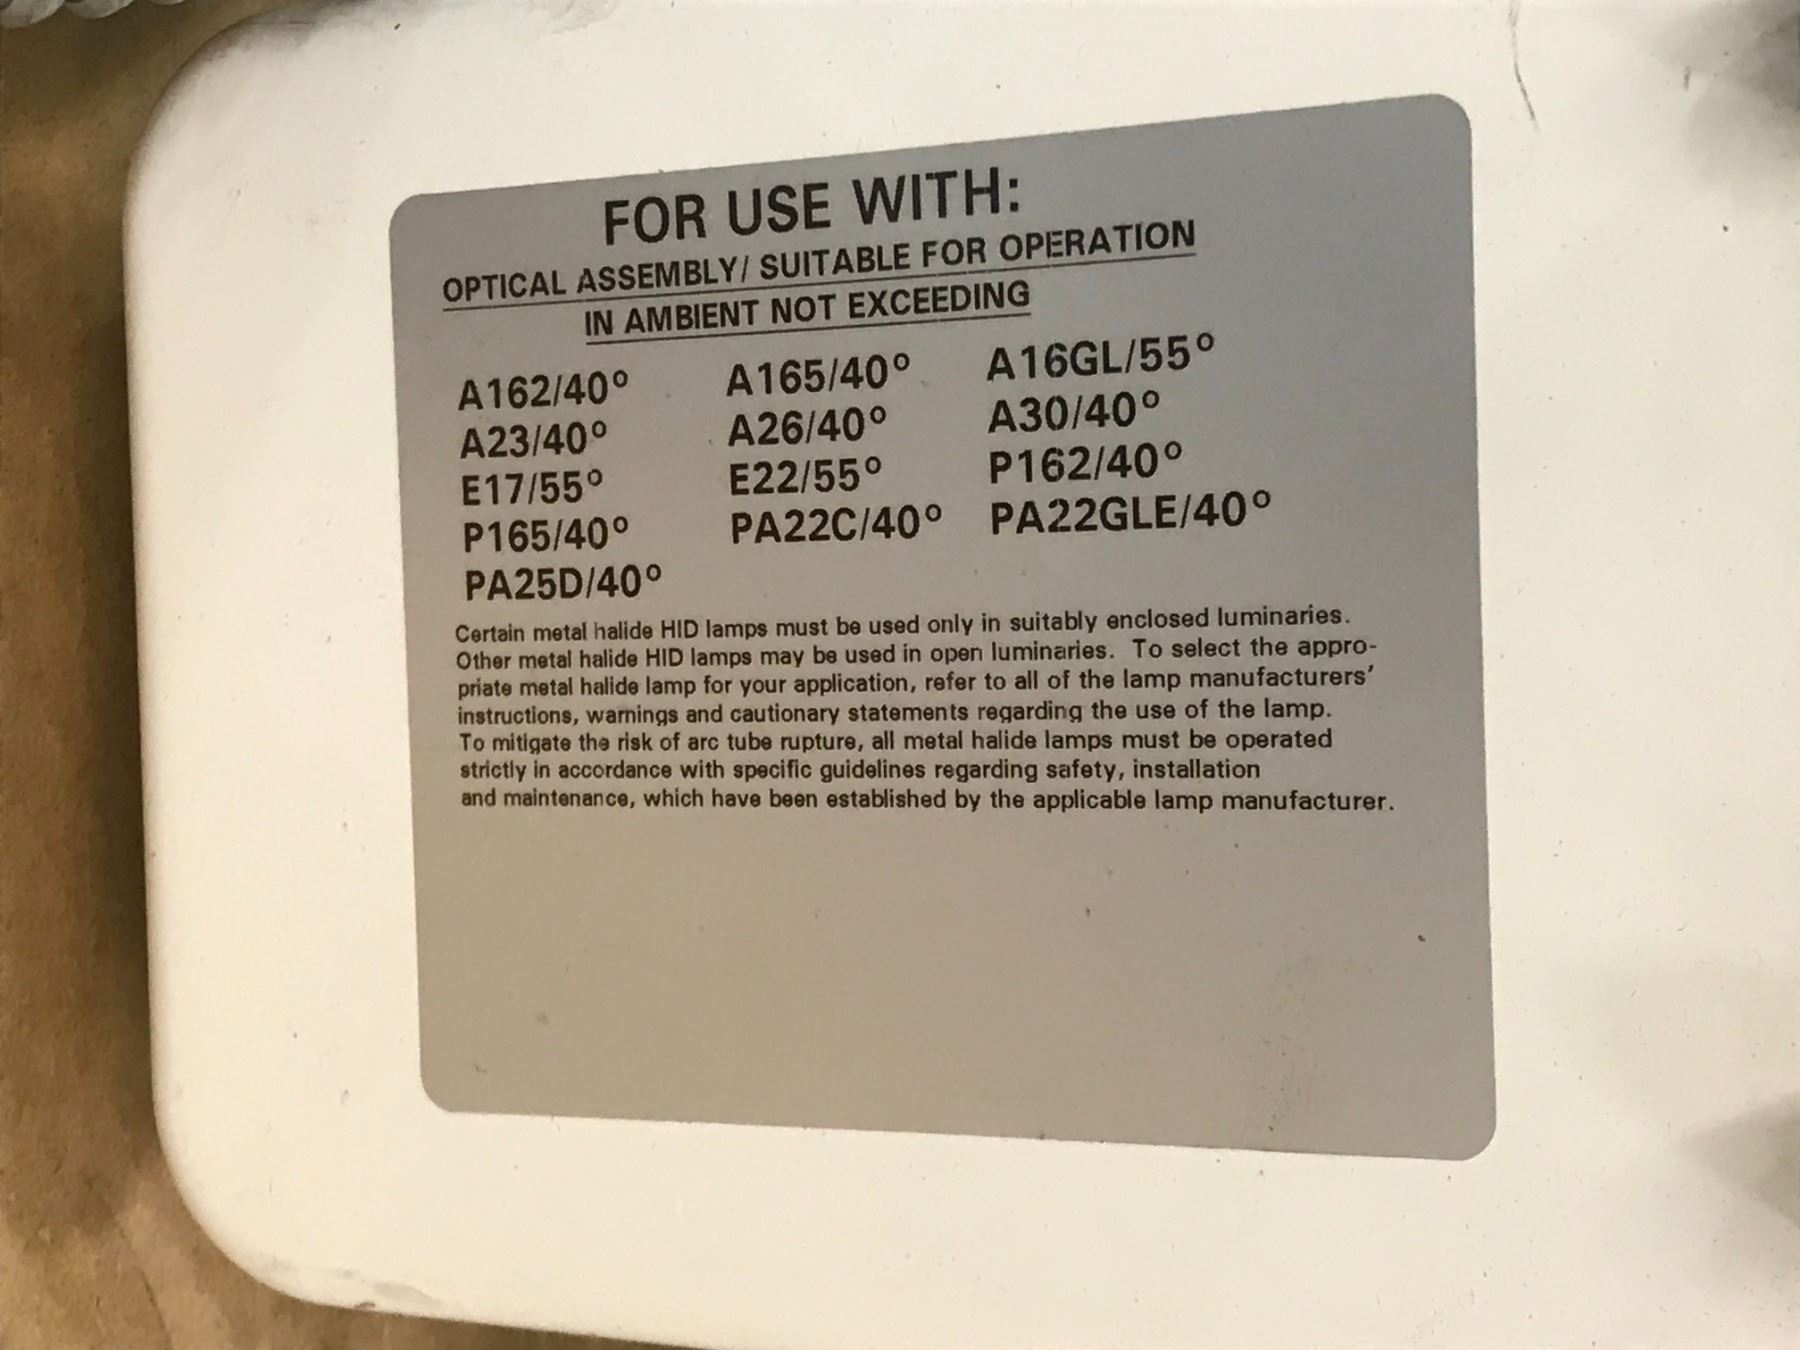 FOR USE WITH:
OPTICAL ASSEMBLY/ SUITABLE FOR OPERATION
IN AMBIENT NOT EXCEEDING
A162/40° A165/40° A16GL/55°
A23/40° A26/40° A30/40°
E17/55° E22/55° P162/40°
P165/40° PA22C/40° PA22GLE/40°
PA25D/40°
Certain metal halide HID lamps must be used only in suitably enclosed luminaries.
Other metal halide HID lamps may be used in open luminaries. To select the appro-
priate metal halide lamp for your application, refer to all of the lamp manufacturers'
instructions, warnings and cautionary statements regarding the use of the lamp.
To mitigate the risk of arc tube rupture, all metal halide lamps must be operated
strictly in accordance with specific guidelines regarding safety, installation
and maintenance, which have been established by the applicable lamp manufacturer.